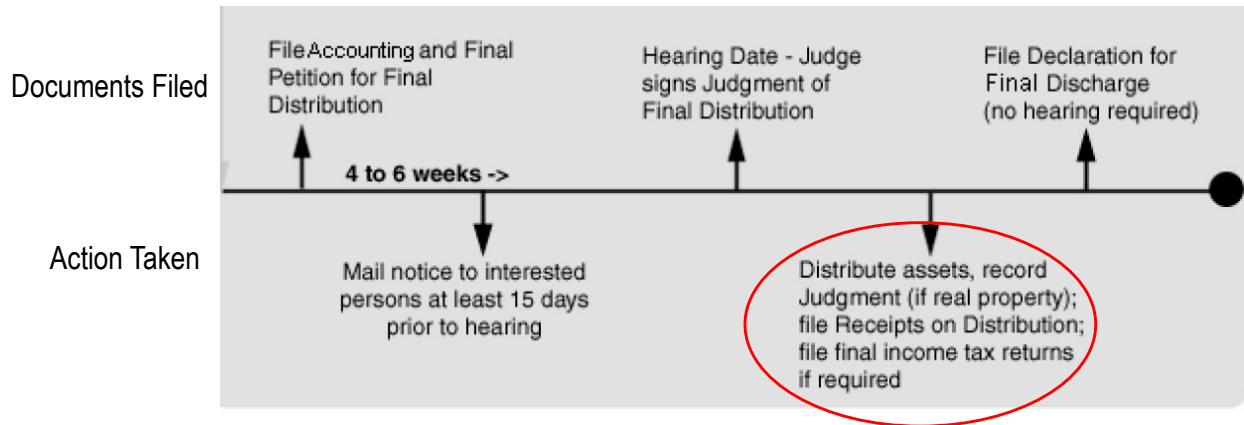 Documents Filed
File Accounting and Final
Petition for Final
Distribution
Hearing Date - Judge
signs Judgment of
Final Distribution
File Declaration for
Final Discharge
(no hearing required)
4 to 6 weeks ->
Action Taken
Mail notice to interested
persons at least 15 days
prior to hearing
Distribute assets, record
Judgment (if real property);
file Receipts on Distribution;
file final income tax returns
if required